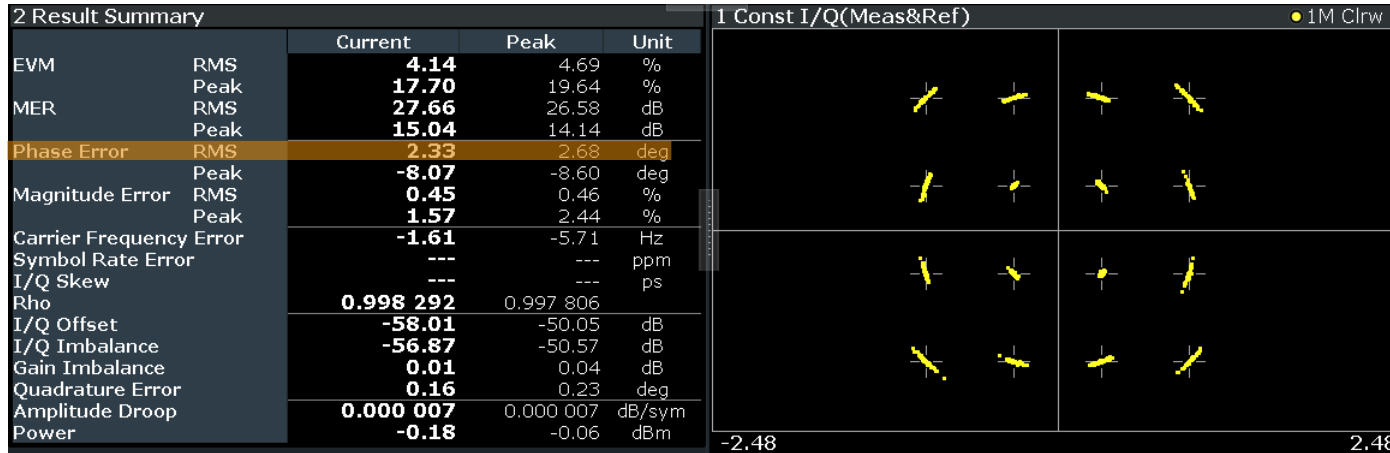 2 Result Summary
Current Peak Unit
EVM RMS 4.14 4.69 %
Peak 17.70 19.64 %
MER RMS 27.66 26.58 dB
Peak 15.04 14.14 dB
Phase Error RMS 2.33 2.68 deg
Peak -8.07 -8.60 deg
Magnitude Error RMS 0.45 0.46 %
Peak 1.57 2.44 %
Carrier Frequency Error -1.61 -5.71 Hz
Symbol Rate Error --- --- ppm
I/Q Skew --- --- ps
Rho 0.998 292 0.997 806
I/Q Offset -58.01 -50.05 dB
I/Q Imbalance -56.87 -50.57 dB
Gain Imbalance 0.01 0.04 dB
Quadrature Error 0.16 0.23 deg
Amplitude Droop 0.000 007 0.000 007 dB/sym
Power -0.18 -0.06 dBm
1 Const I/Q(Meas&Ref) 1M Clrw
-2.48 2.48